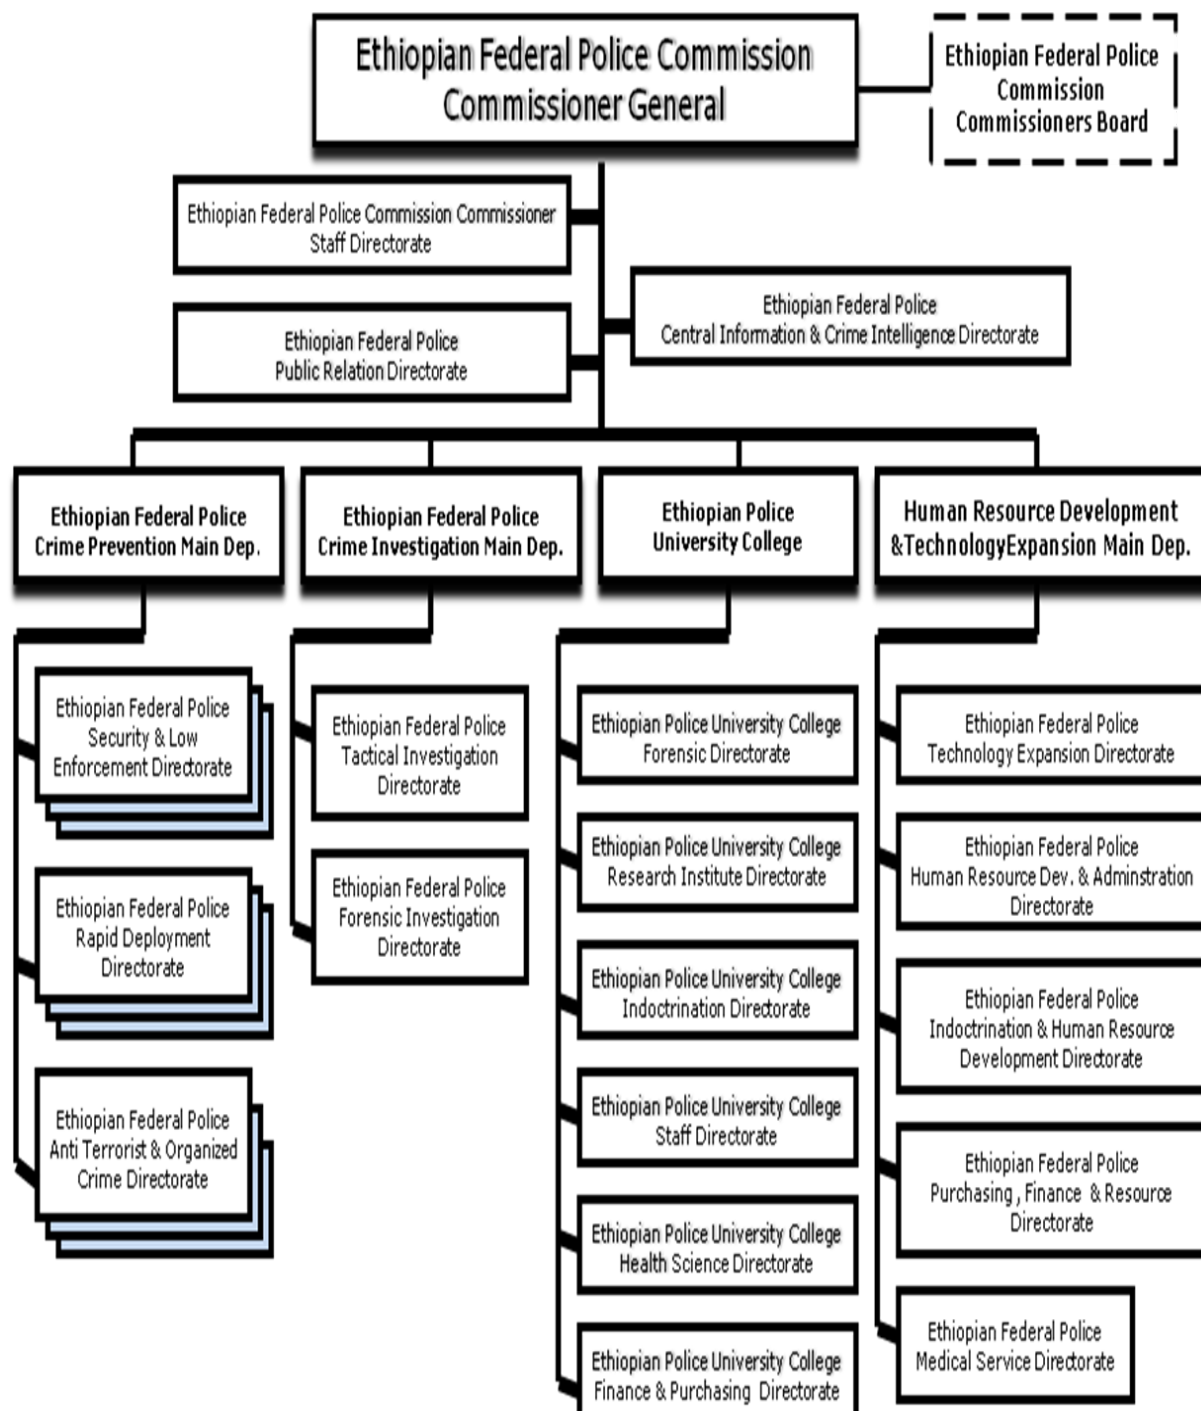 Ethiopian Federal Police Commission
Commissioner General
Ethiopian Federal Police
Commission
Commissioners Board
Ethiopian Federal Police Commission Commissioner
Staff Directorate
Ethiopian Federal Police
Central Information & Crime Intelligence Directorate
Ethiopian Federal Police
Public Relation Directorate
Ethiopian Federal Police
Crime Prevention Main Dep.
Ethiopian Federal Police
Crime Investigation Main Dep.
Ethiopian Police
University College
Human Resource Development
&TechnologyExpansion Main Dep.
Ethiopian Federal Police
Security & Low
Enforcement Directorate
Ethiopian Federal Police
Rapid Deployment
Directorate
Ethiopian Federal Police
Anti Terrorist & Organized
Crime Directorate
Ethiopian Federal Police
Tactical Investigation
Directorate
Ethiopian Federal Police
Forensic Investigation
Directorate
Ethiopian Police University College
Forensic Directorate
Ethiopian Police University College
Research Institute Directorate
Ethiopian Police University College
Indoctrination Directorate
Ethiopian Police University College
Staff Directorate
Ethiopian Police University College
Health Science Directorate
Ethiopian Police University College
Finance & Purchasing Directorate
Ethiopian Federal Police
Technology Expansion Directorate
Ethiopian Federal Police
Human Resource Dev. & Adminstration
Directorate
Ethiopian Federal Police
Indoctrination & Human Resource
Development Directorate
Ethiopian Federal Police
Purchasing , Finance & Resource
Directorate
Ethiopian Federal Police
Medical Service Directorate